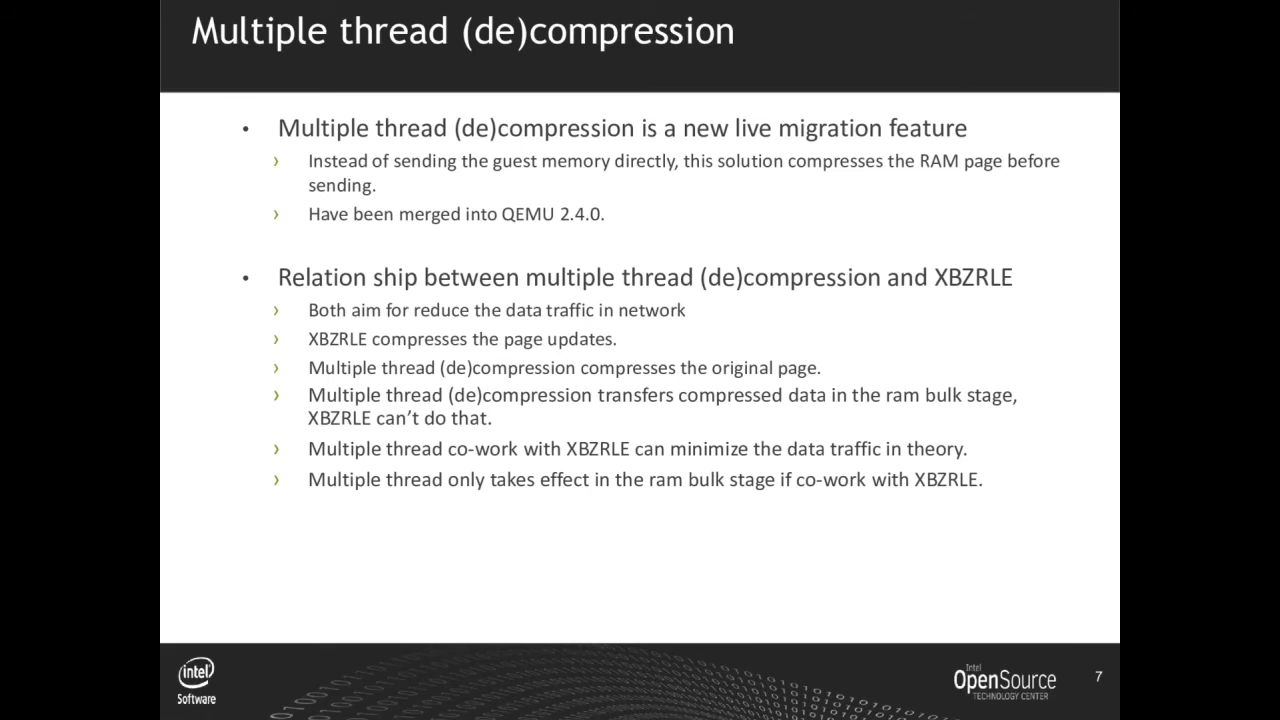 Multiple thread (de)compression
• Multiple thread (de)compression is a new live migration feature
› Instead of sending the guest memory directly, this solution compresses the RAM page before
sending.
› Have been merged into QEMU 2.4.0.
• Relation ship between multiple thread (de)compression and XBZRLE
› Both aim for reduce the data traffic in network
› XBZRLE compresses the page updates.
› Multiple thread (de)compression compresses the original page.
› Multiple thread (de)compression transfers compressed data in the ram bulk stage,
XBZRLE can’t do that.
› Multiple thread co-work with XBZRLE can minimize the data traffic in theory.
› Multiple thread only takes effect in the ram bulk stage if co-work with XBZRLE.
intel
Software
Intel
OpenSource
TECHNOLOGY CENTER
7